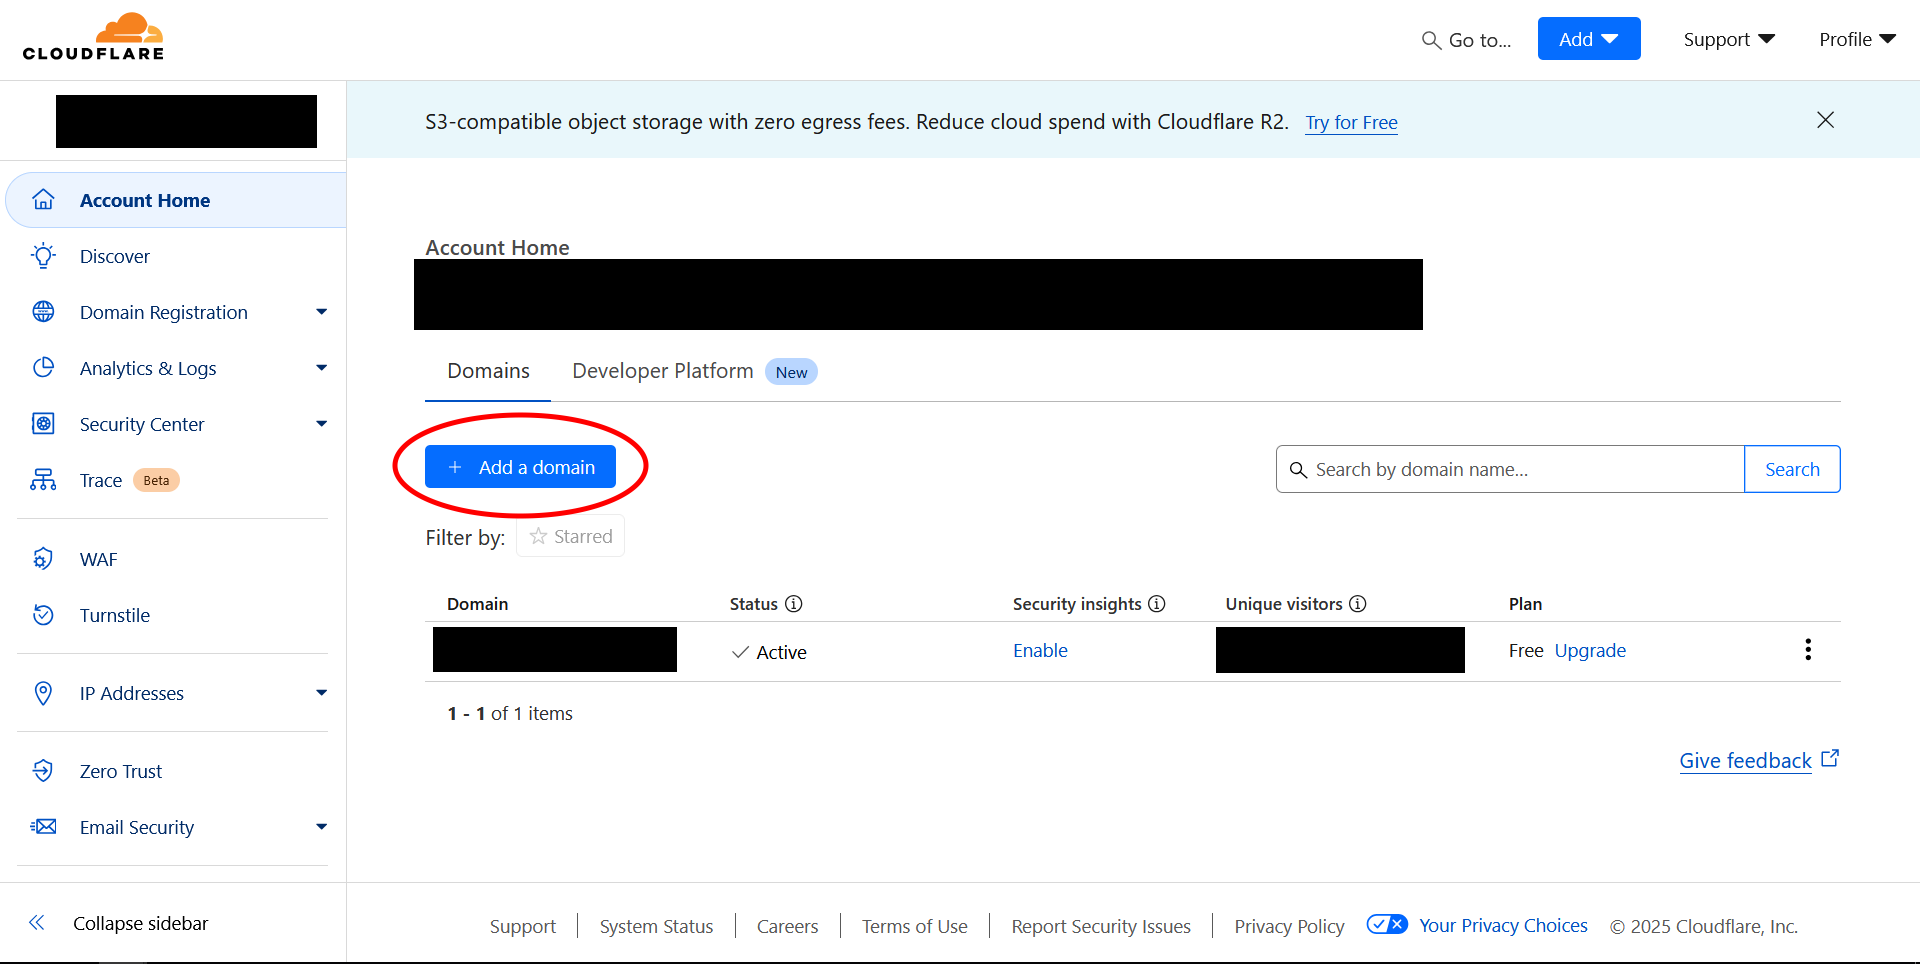 CLOUDFLARE
Go to...
Add
Support
Profile
S3-compatible object storage with zero egress fees. Reduce cloud spend with Cloudflare R2. Try for Free
Account Home
Discover
Domain Registration
Analytics & Logs
Security Center
Trace Beta
WAF
Turnstile
IP Addresses
Zero Trust
Email Security
Collapse sidebar
Account Home
Domains
Developer Platform New
+ Add a domain
Search by domain name...
Search
Filter by: Starred
Domain Status Security insights Unique visitors Plan
Active Enable Free Upgrade
1 - 1 of 1 items
Give feedback
Support System Status Careers Terms of Use Report Security Issues Privacy Policy Your Privacy Choices © 2025 Cloudflare, Inc.